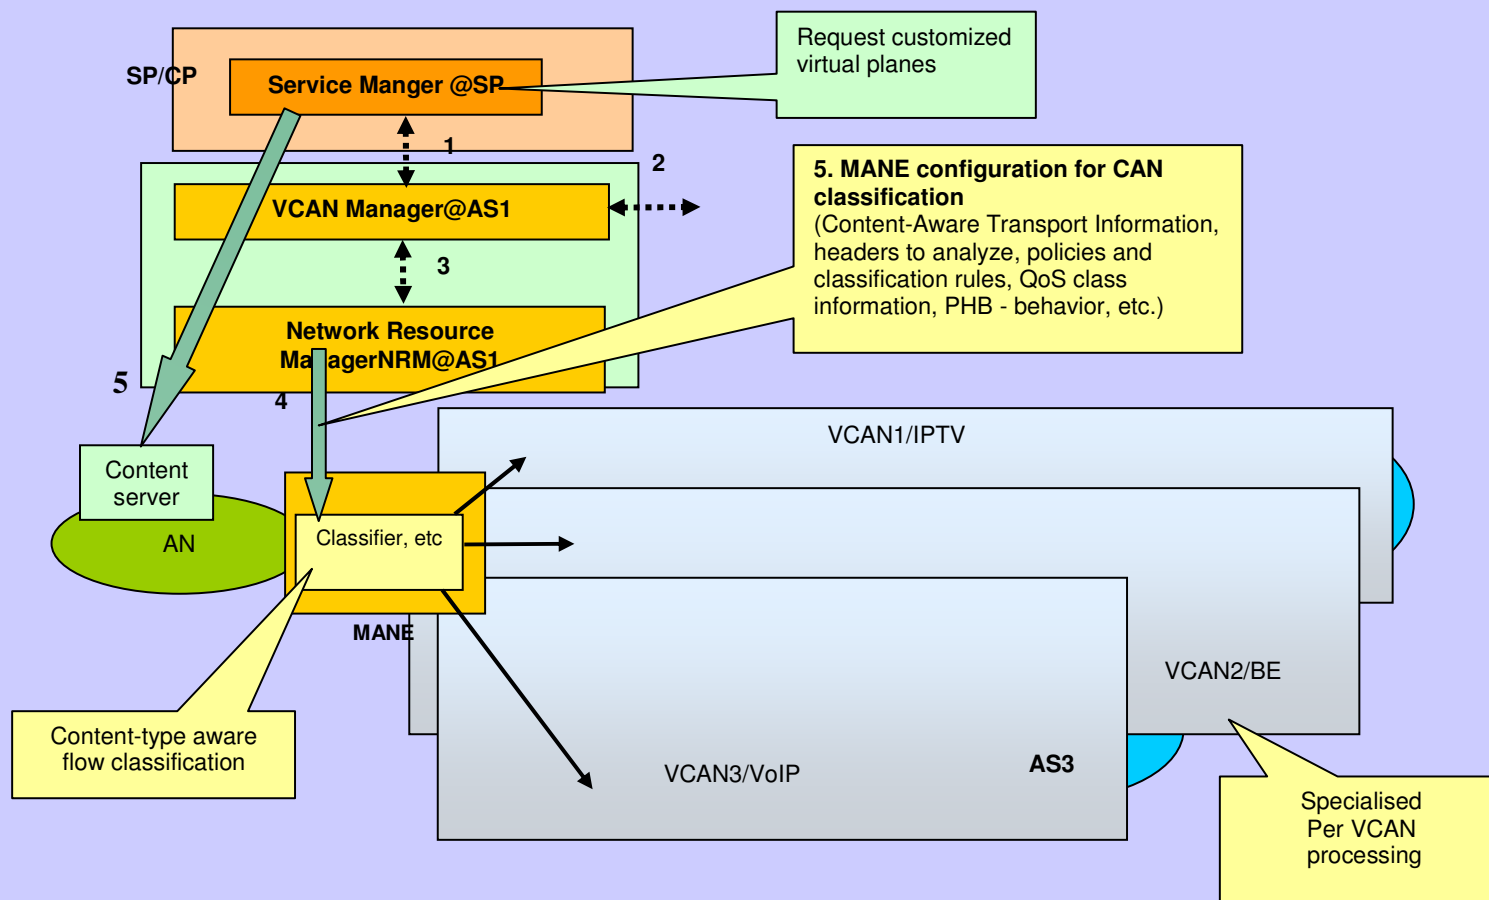 Request customized
virtual planes
SP/CP
Service Manger @SP
1
2
VCAN Manager@AS1
3
5. MANE configuration for CAN
classification
(Content-Aware Transport Information,
headers to analyze, policies and
classification rules, QoS class
information, PHB - behavior, etc.)
Network Resource
ManagerNRM@AS1
5
4
VCAN1/IPTV
Content
server
AN
Classifier, etc
MANE
VCAN2/BE
Content-type aware
flow classification
VCAN3/VoIP
AS3
Specialised
Per VCAN
processing